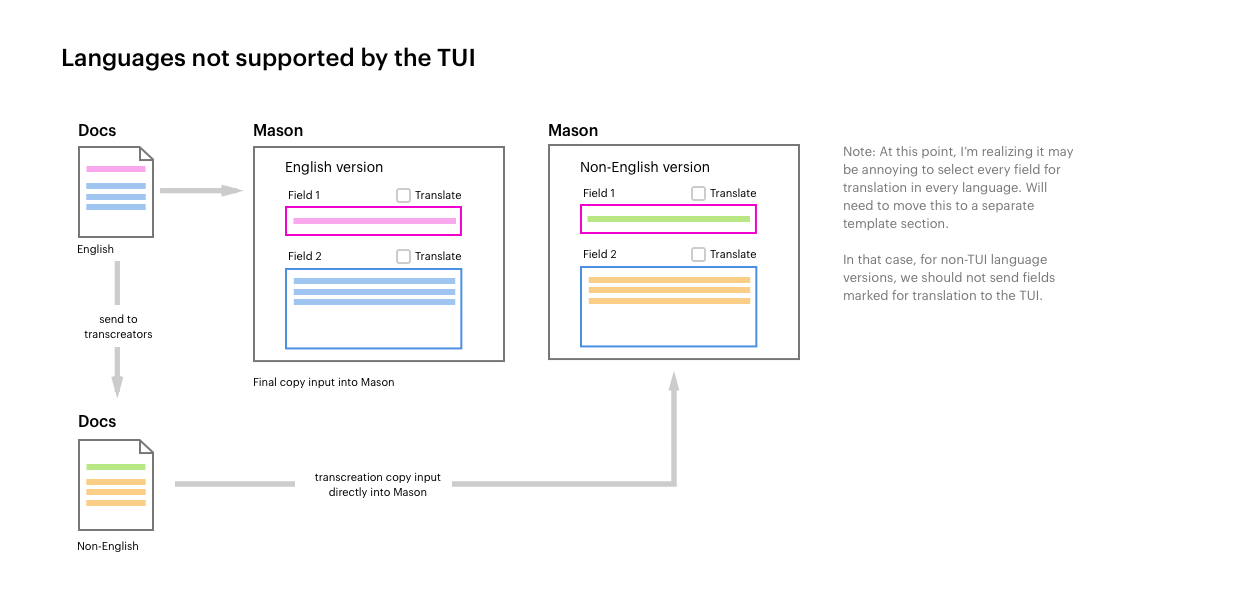 Languages not supported by the TUI
Docs
English
send to
transcreators
Docs
Non-English
Mason
English version
Field 1
Translate
Field 2
Translate
Final copy input into Mason
transcreation copy input
directly into Mason
Mason
Non-English version
Field 1
Translate
Field 2
Translate
Note: At this point, I'm realizing it may
be annoying to select every field for
translation in every language. Will
need to move this to a separate
template section.
In that case, for non-TUI language
versions, we should not send fields
marked for translation to the TUI.